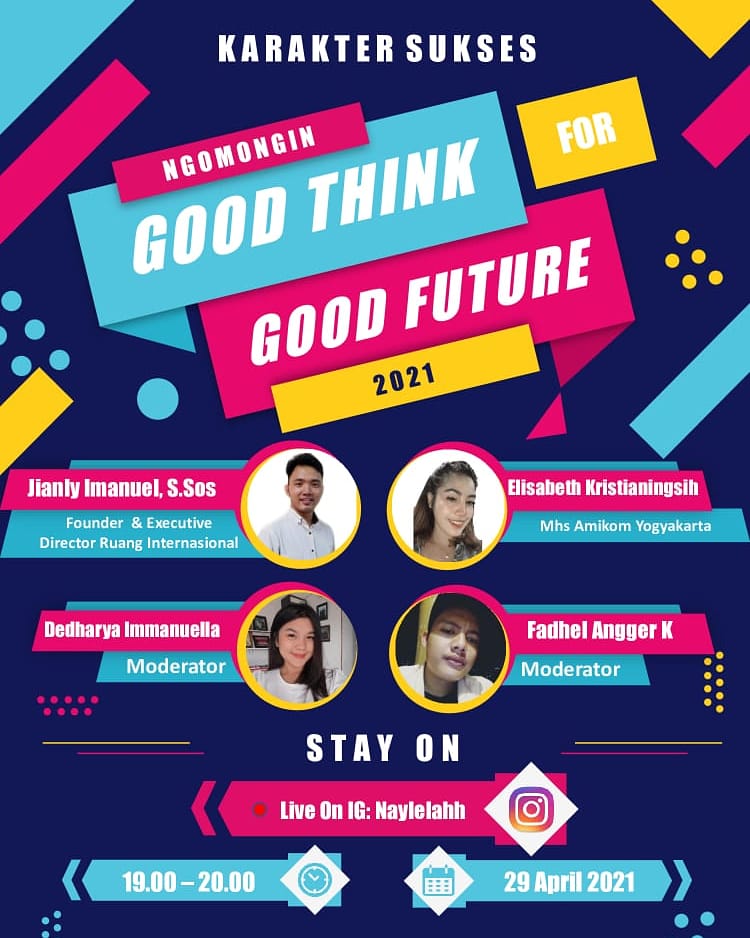 KARAKTER SUKSES
NGOMONGIN
GOOD THINK
FOR
GOOD FUTURE
2021
Jianly Imanuel, S.Sos
Founder & Executive
Director Ruang Internasional
Elisabeth Kristianingsih
Mhs Amikom Yogyakarta
Dedharya Immanuella
Moderator
Fadhel Angger K
Moderator
STAY ON
Live On IG: Naylelahh
19.00 – 20.00
29 April 2021